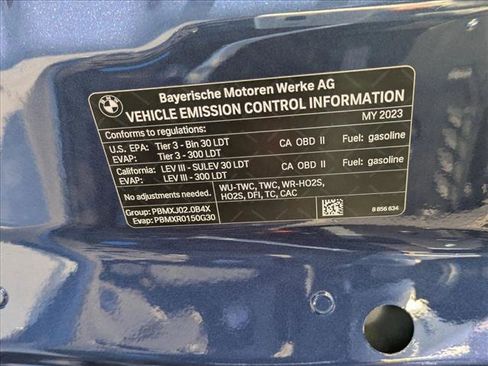 BMW
Bayerische Motoren Werke AG
VEHICLE EMISSION CONTROL INFORMATION
Conforms to regulations: MY 2023
U.S. EPA: Tier 3 - Bin 30 LDT CA OBD II Fuel: gasoline
EVAP: Tier 3 - 300 LDT
California: LEV III - SULEV 30 LDT CA OBD II Fuel: gasoline
Evap: LEV III - 300 LDT
No adjustments needed. WU-TWC, TWC, WR-HO2S,
HO2S, DFI, TC, CAC
Group: PBMXJ02.0B4X
Evap: PBMXR0150G30 8 856 634